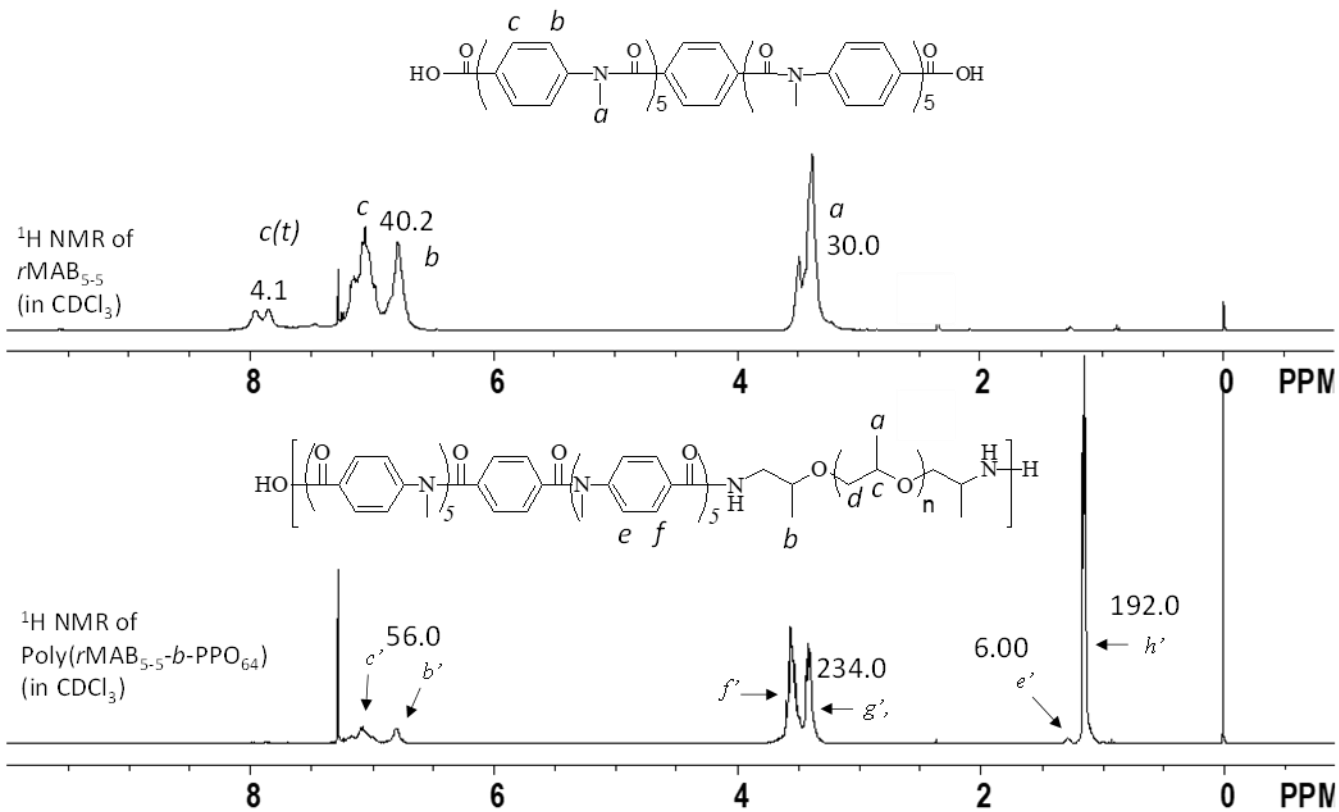 c b
O O O O
HO N N OH
5 5
a
¹H NMR of
rMAB₅₋₅
(in CDCl₃)
c(t)
4.1
c
40.2
b
a
30.0
8 6 4 2 0 PPM
O O O O H
HO N N N O O N H
5 5 H d c n
a
e f b
¹H NMR of
Poly(rMAB₅₋₅-b-PPO₆₄)
(in CDCl₃)
56.0
c’ b’
f’ 234.0
g’,
6.00
e’
192.0
h’
8 6 4 2 0 PPM